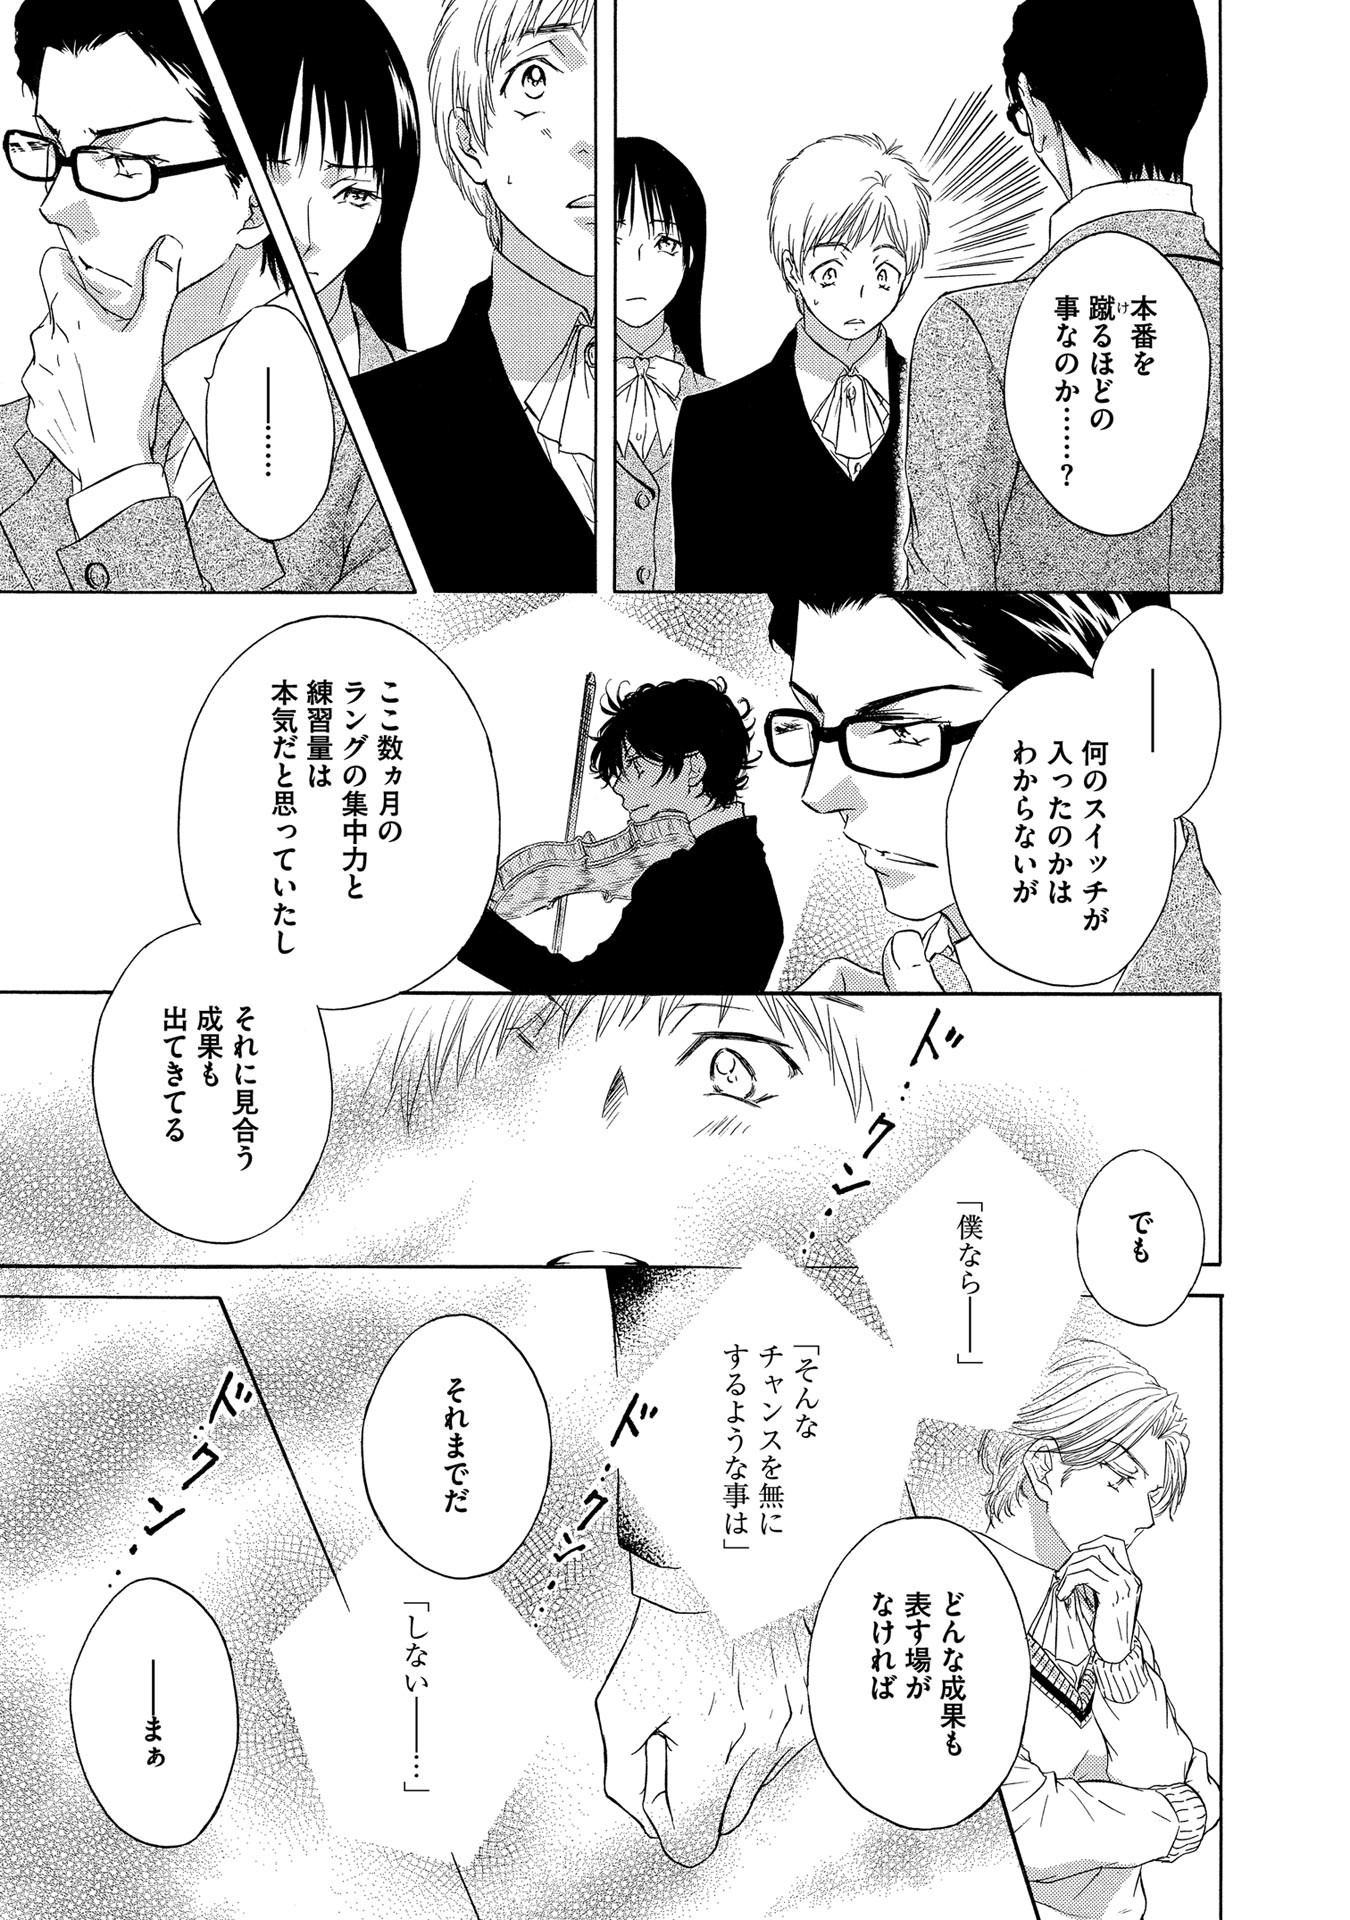 本番を
蹴るほどの
け
事なのか……?
――……
――
何のスイッチが
入ったのかは
わからないが
ここ数ヵ月の
ラングの集中力と
練習量は
本気だと思っていたし
それに見合う
成果も
出てきてる
ドクン…
でも
「僕なら――」
どんな成果も
表す場が
なければ
「そんな
チャンスを無に
するような事は」
ドクン…
それまでだ
「しない――…」
ドクン…
――まぁ